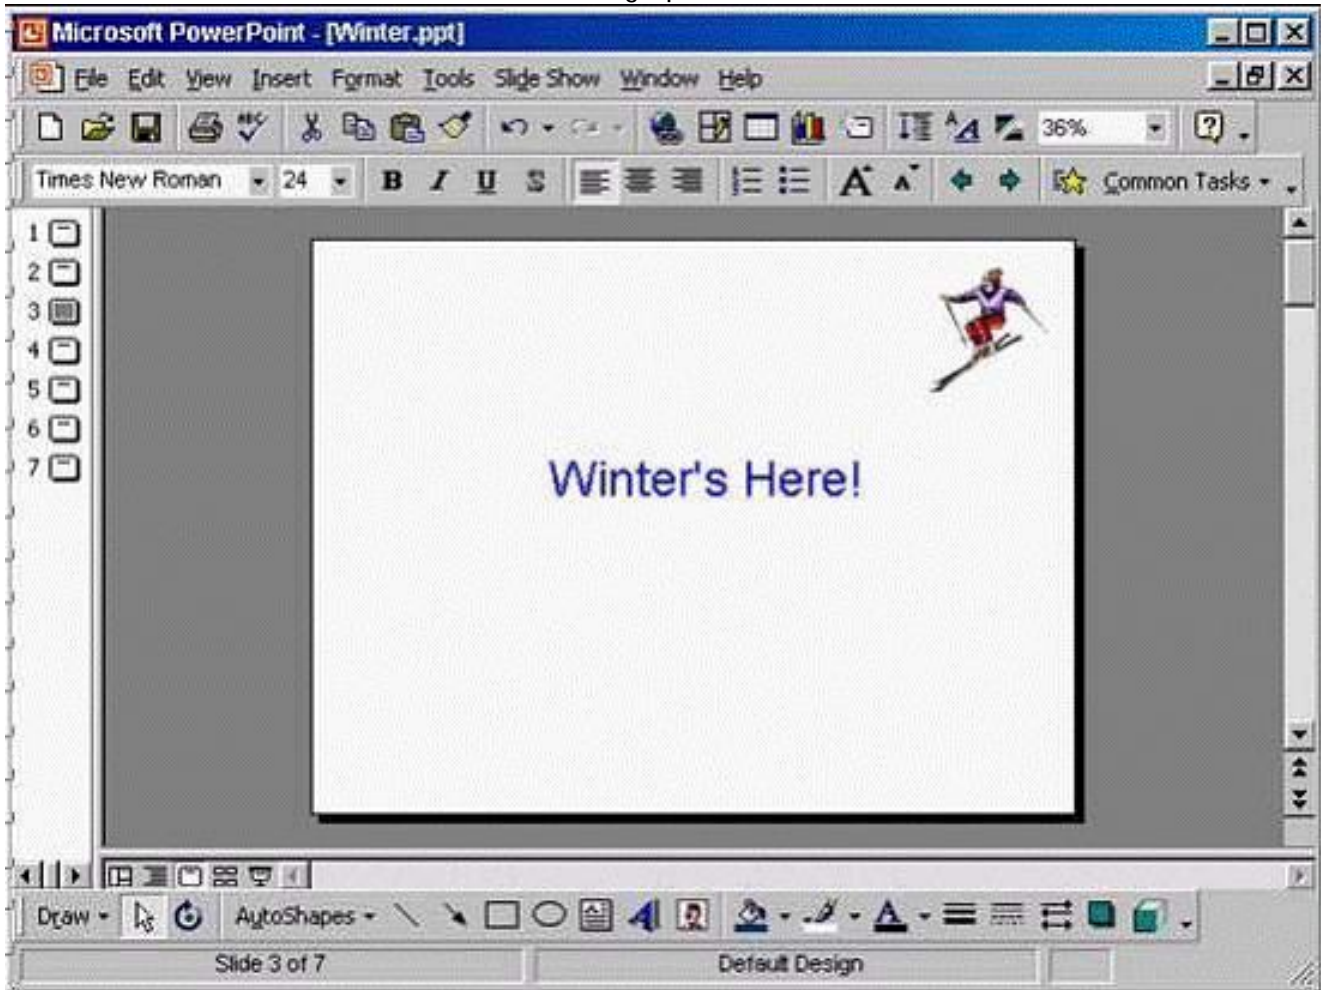 Microsoft PowerPoint - [Winter.ppt]
File Edit View Insert Format Tools Slide Show Window Help
ABC 36%
Times New Roman 24 B I U S A A Common Tasks
1
2
3
4
5
6
7
Winter's Here!
Draw AutoShapes
Slide 3 of 7 Default Design